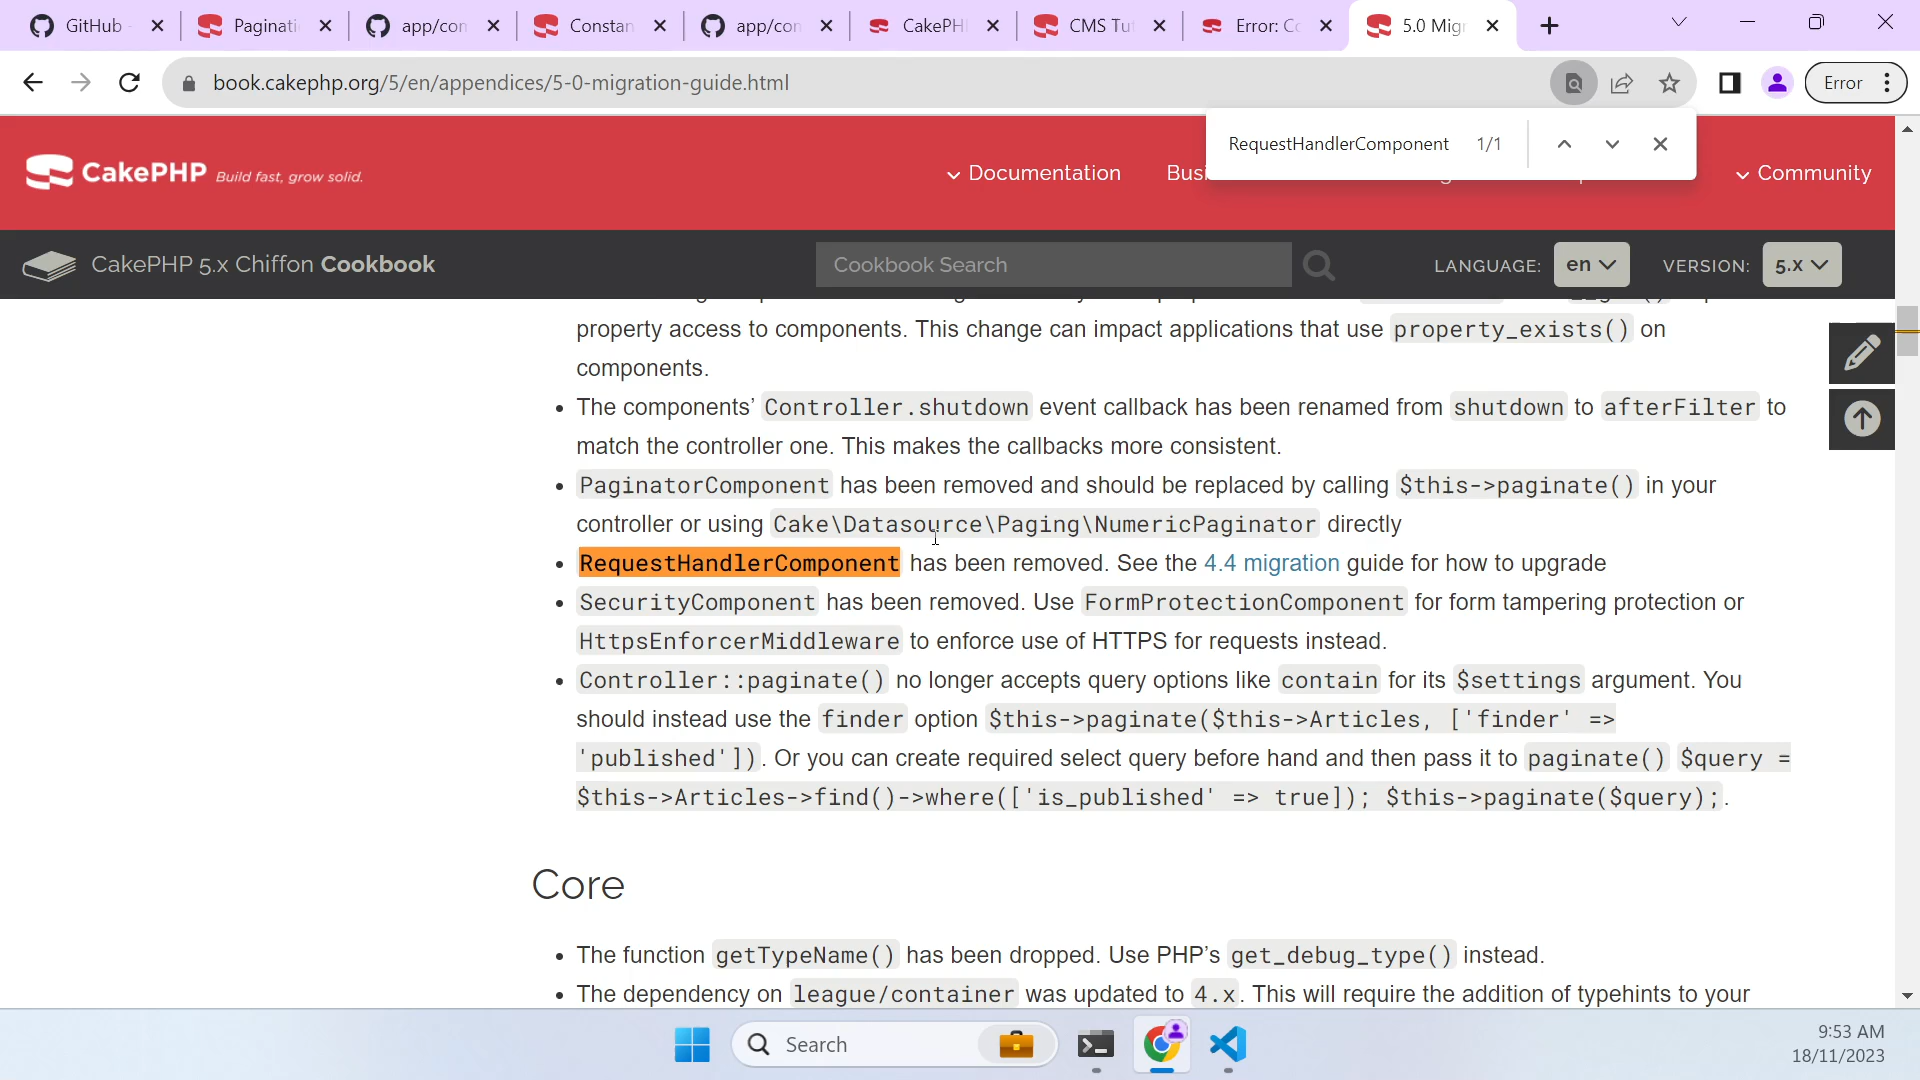 GitHub -
Paginati
app/con
Constan
app/con
CakePHP
CMS Tut
Error: Co
5.0 Migr
book.cakephp.org/5/en/appendices/5-0-migration-guide.html
Error
RequestHandlerComponent 1/1
CakePHP Build fast, grow solid.
Documentation
Busi
Community
CakePHP 5.x Chiffon Cookbook
Cookbook Search
LANGUAGE: en
VERSION: 5.x
property access to components. This change can impact applications that use property_exists() on
components.
• The components’ Controller.shutdown event callback has been renamed from shutdown to afterFilter to
match the controller one. This makes the callbacks more consistent.
• PaginatorComponent has been removed and should be replaced by calling $this->paginate() in your
controller or using Cake\Datasource\Paging\NumericPaginator directly
• RequestHandlerComponent has been removed. See the 4.4 migration guide for how to upgrade
• SecurityComponent has been removed. Use FormProtectionComponent for form tampering protection or
HttpsEnforcerMiddleware to enforce use of HTTPS for requests instead.
• Controller::paginate() no longer accepts query options like contain for its $settings argument. You
should instead use the finder option $this->paginate($this->Articles, ['finder' =>
'published']). Or you can create required select query before hand and then pass it to paginate() $query =
$this->Articles->find()->where(['is_published' => true]); $this->paginate($query);.
Core
• The function getTypeName() has been dropped. Use PHP’s get_debug_type() instead.
• The dependency on league/container was updated to 4.x. This will require the addition of typehints to your
Search
9:53 AM
18/11/2023